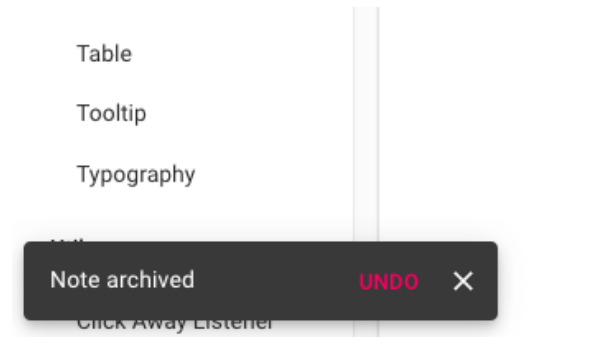 Table
Tooltip
Typography
Note archived UNDO
Click Away Listener